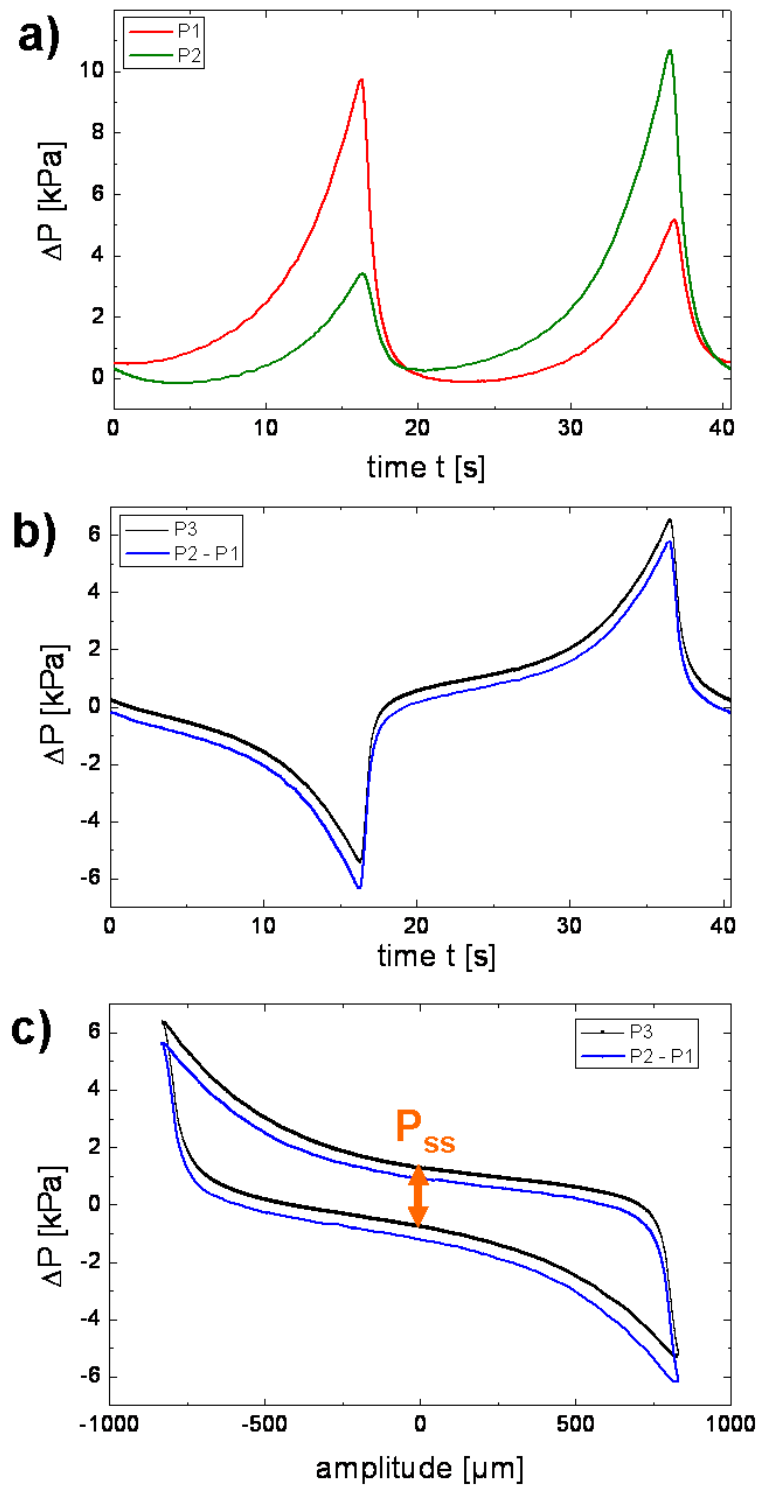 a)
P1
P2
10
8
6
4
2
0
ΔP [kPa]
0 10 20 30 40
time t [s]
b)
P3
P2 - P1
6
4
2
0
-2
-4
-6
ΔP [kPa]
0 10 20 30 40
time t [s]
c)
P3
P2 - P1
Pss
6
4
2
0
-2
-4
-6
ΔP [kPa]
-1000 -500 0 500 1000
amplitude [µm]